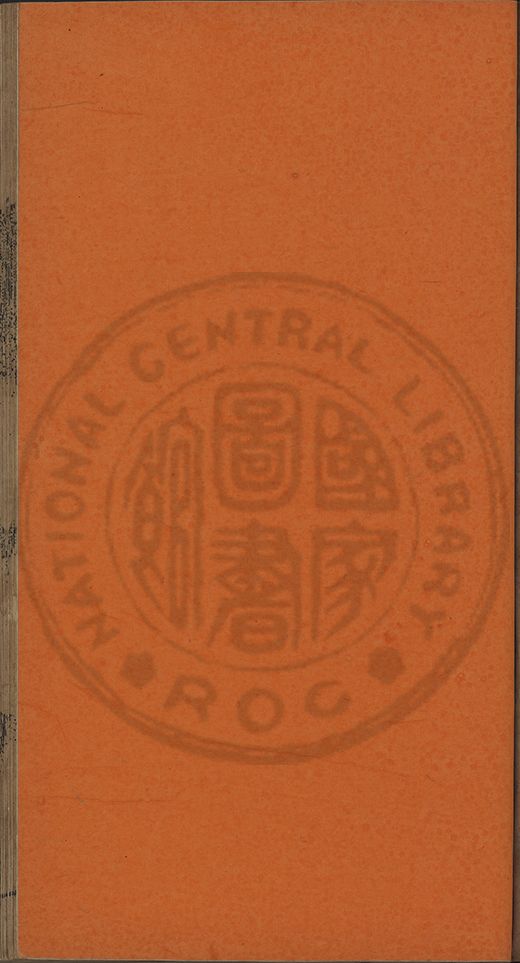 NATIONAL CENTRAL LIBRARY
國家
圖書
館
ROC